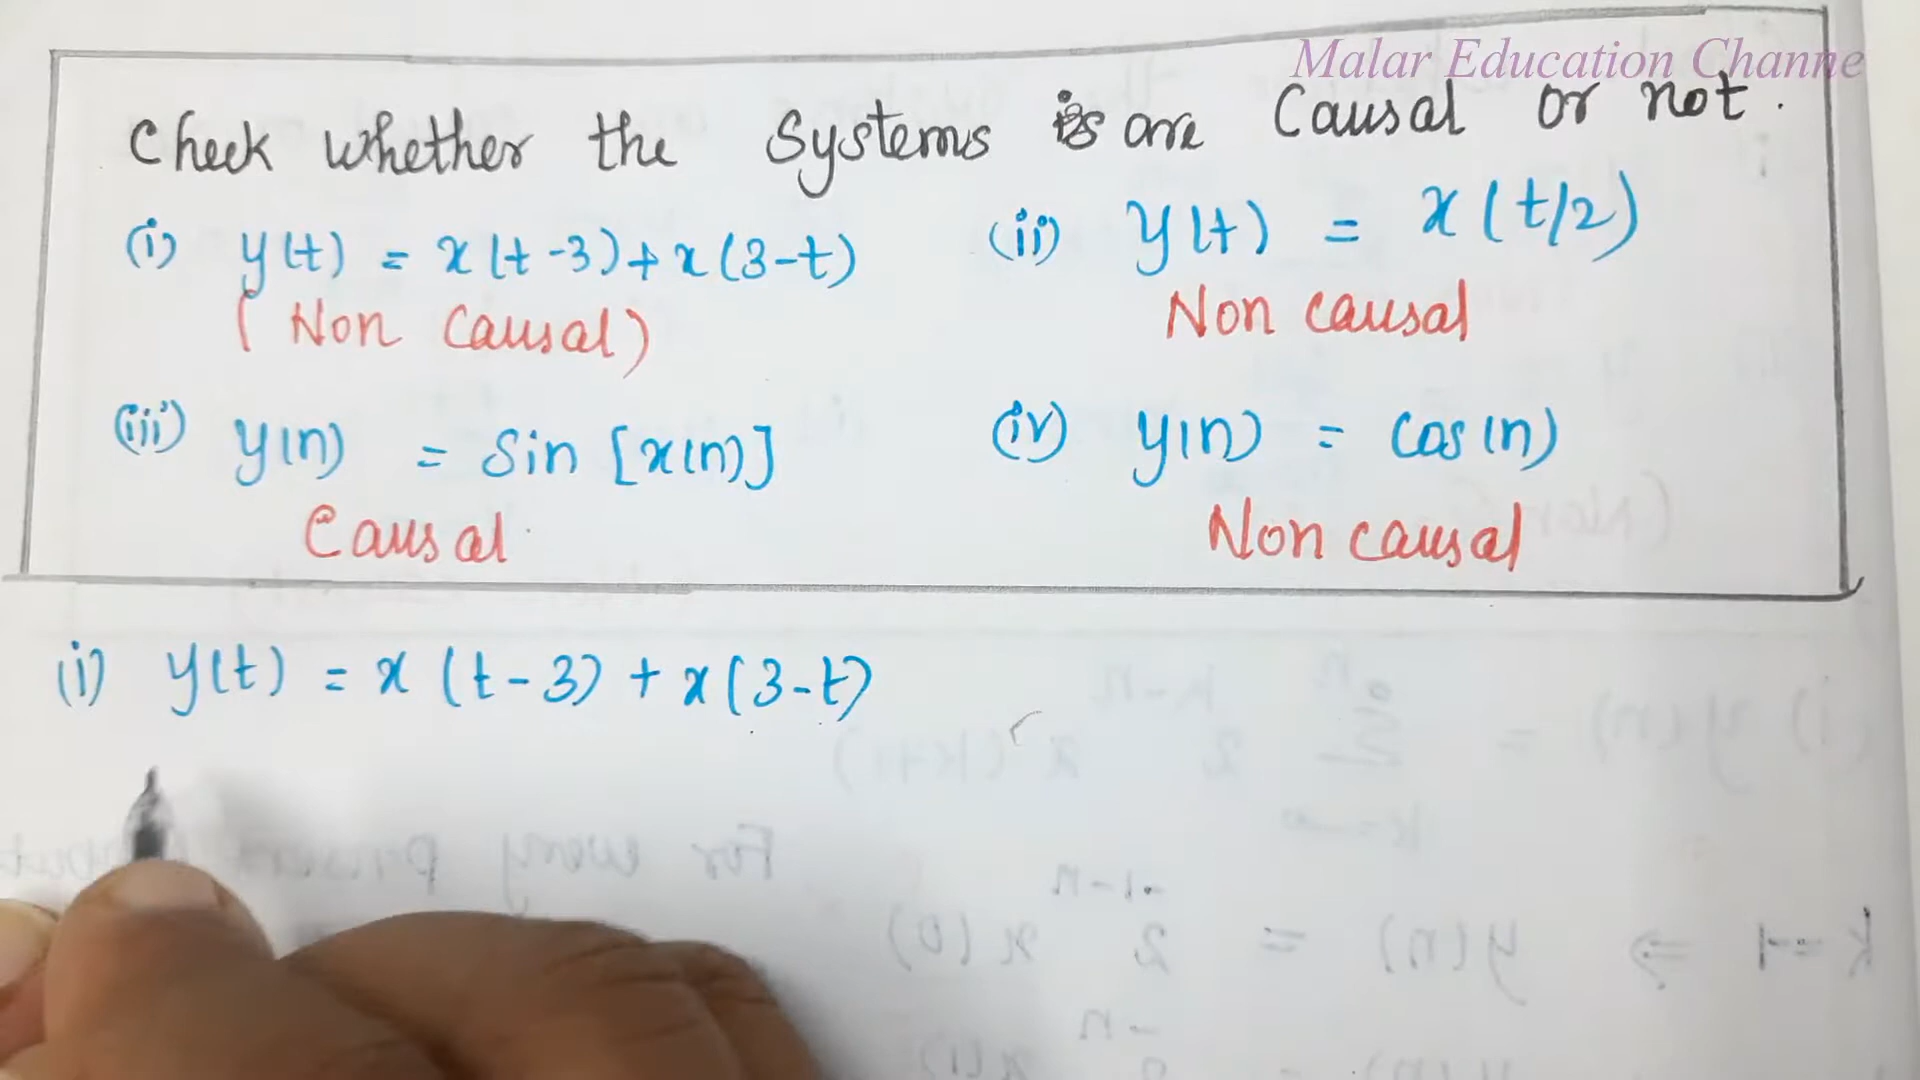 Malar Education Channe
Check whether the Systems are Causal or not.
(i) y(t) = x(t-3)+x(3-t)
(Non Causal)
(ii) y(t) = x(t/2)
Non causal
(iii) y(n) = Sin [x(n)]
Causal
(iv) y(n) = Cos(n)
Non causal
(i) y(t) = x(t-3) + x(3-t)